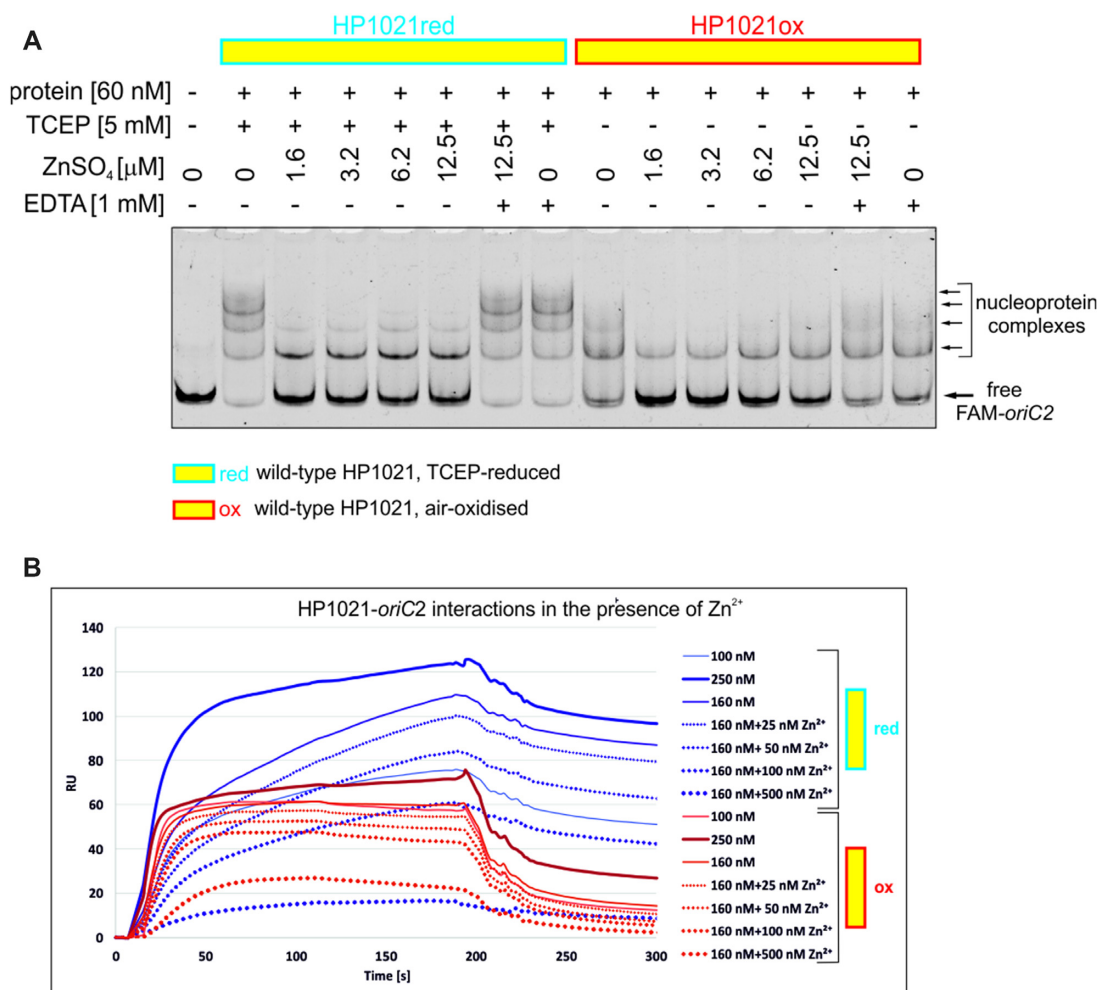 A
HP1021red HP1021ox
protein [60 nM] - + + + + + + + + + + + + + +
TCEP [5 mM] - + + + + + + + - - - - - - -
ZnSO₄[µM] 0 0 1.6 3.2 6.2 12.5 12.5 0 0 1.6 3.2 6.2 12.5 12.5 0
EDTA [1 mM] - - - - - - + + - - - - - + +
nucleoprotein
complexes
free
FAM-oriC2
red wild-type HP1021, TCEP-reduced
ox wild-type HP1021, air-oxidised
B
HP1021-oriC2 interactions in the presence of Zn²⁺
RU
140
120
100
80
60
40
20
0
0 50 100 150 200 250 300
Time [s]
100 nM
250 nM
160 nM
160 nM+25 nM Zn²⁺
160 nM+ 50 nM Zn²⁺
160 nM+100 nM Zn²⁺
160 nM+500 nM Zn²⁺
red
100 nM
250 nM
160 nM
160 nM+25 nM Zn²⁺
160 nM+ 50 nM Zn²⁺
160 nM+100 nM Zn²⁺
160 nM+500 nM Zn²⁺
ox